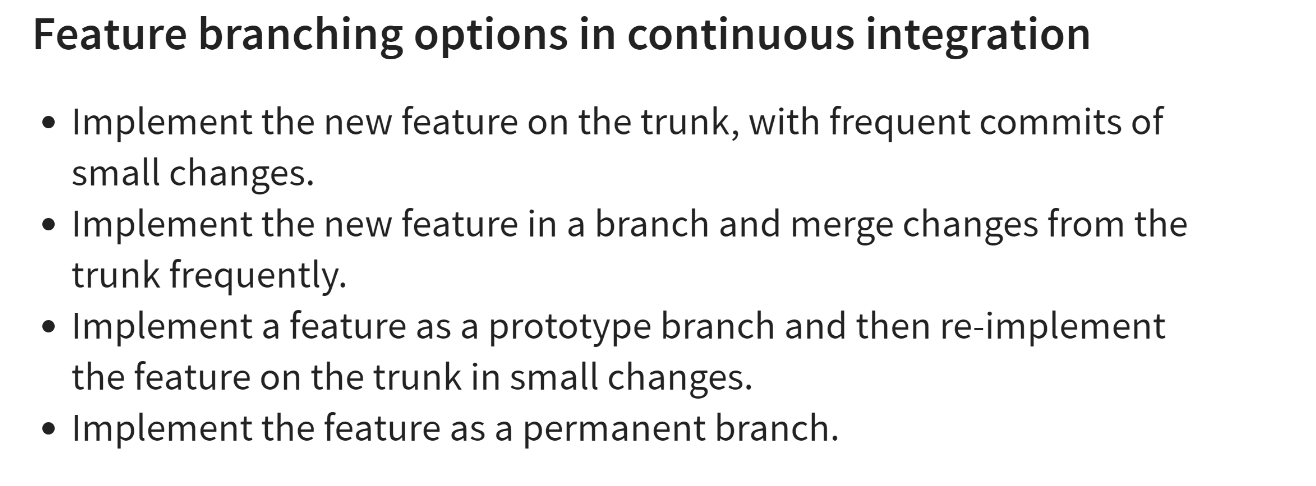 Feature branching options in continuous integration
• Implement the new feature on the trunk, with frequent commits of
small changes.
• Implement the new feature in a branch and merge changes from the
trunk frequently.
• Implement a feature as a prototype branch and then re-implement
the feature on the trunk in small changes.
• Implement the feature as a permanent branch.